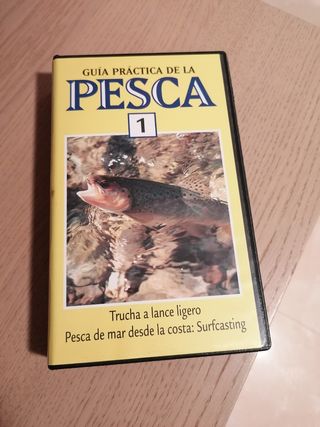 GUÍA PRÁCTICA DE LA
PESCA
1
Trucha a lance ligero
Pesca de mar desde la costa: Surfcasting